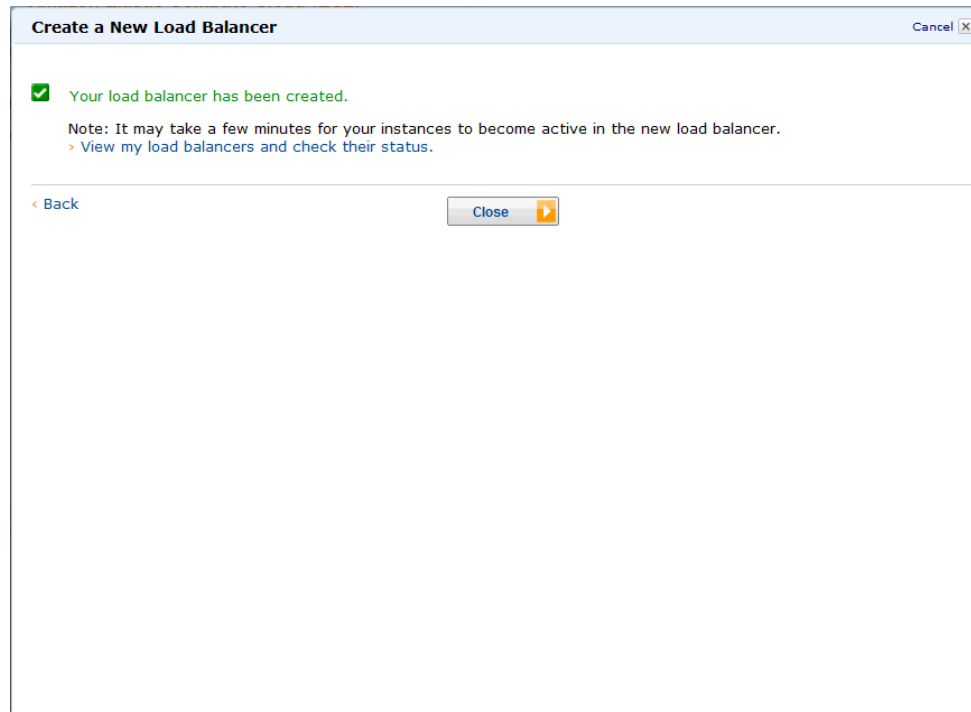 Create a New Load Balancer
Cancel
Your load balancer has been created.
Note: It may take a few minutes for your instances to become active in the new load balancer.
› View my load balancers and check their status.
‹ Back
Close